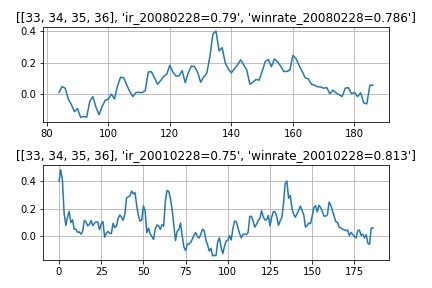 [[33, 34, 35, 36], 'ir_20080228=0.79', 'winrate_20080228=0.786']
0.4
0.2
0.0
80 100 120 140 160 180
[[33, 34, 35, 36], 'ir_20010228=0.75', 'winrate_20010228=0.813']
0.4
0.2
0.0
0 25 50 75 100 125 150 175